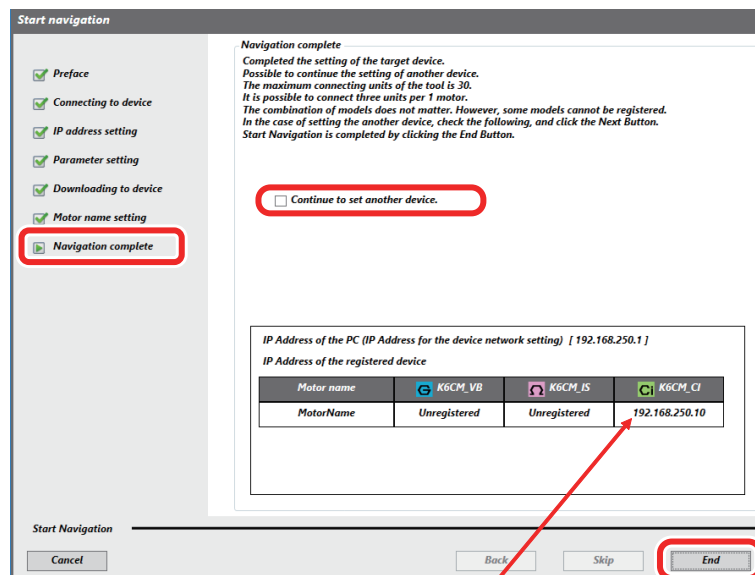 Start navigation
Preface
Connecting to device
IP address setting
Parameter setting
Downloading to device
Motor name setting
Navigation complete
Navigation complete
Completed the setting of the target device.
Possible to continue the setting of another device.
The maximum connecting units of the tool is 30.
It is possible to connect three units per 1 motor.
The combination of models does not matter. However, some models cannot be registered.
In the case of setting the another device, check the following, and click the Next Button.
Start Navigation is completed by clicking the End Button.
Continue to set another device.
IP Address of the PC (IP Address for the device network setting) [ 192.168.250.1 ]
IP Address of the registered device
Motor name G K6CM_VB Ω K6CM_IS Ci K6CM_CI
MotorName Unregistered Unregistered 192.168.250.10
Start Navigation
Cancel Back Skip End